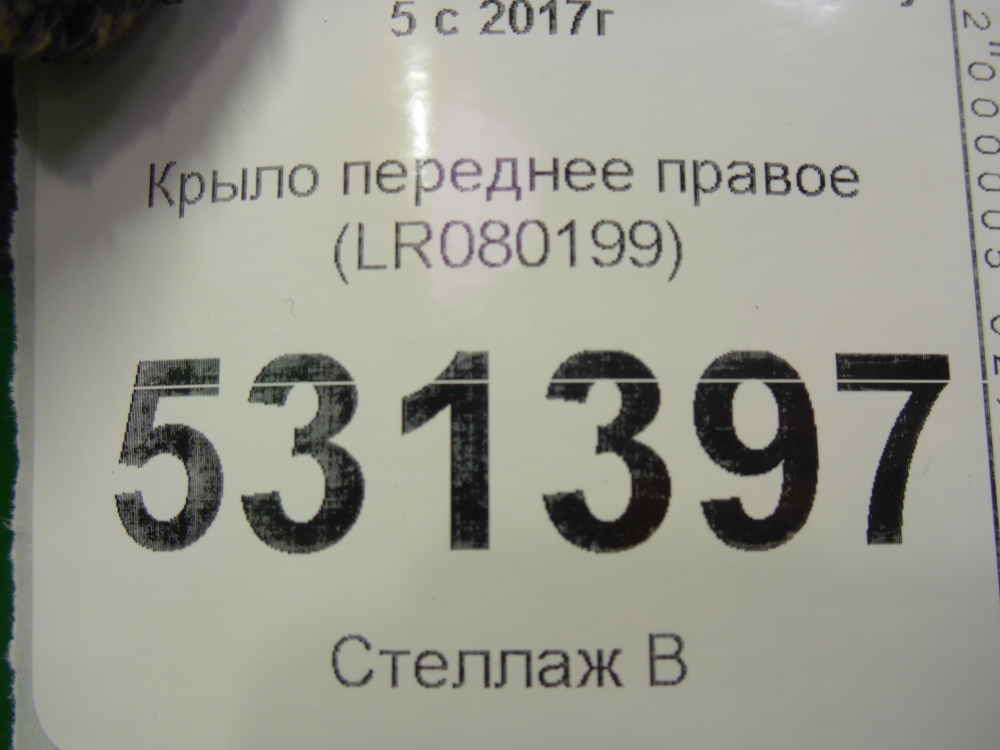 5 с 2017г
Крыло переднее правое
(LR080199)
531397
Стеллаж В